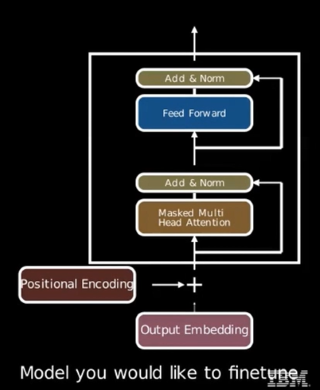 Add & Norm
Feed Forward
Add & Norm
Masked Multi
Head Attention
Positional Encoding
+
Output Embedding
Model you would like to finetune
IBM